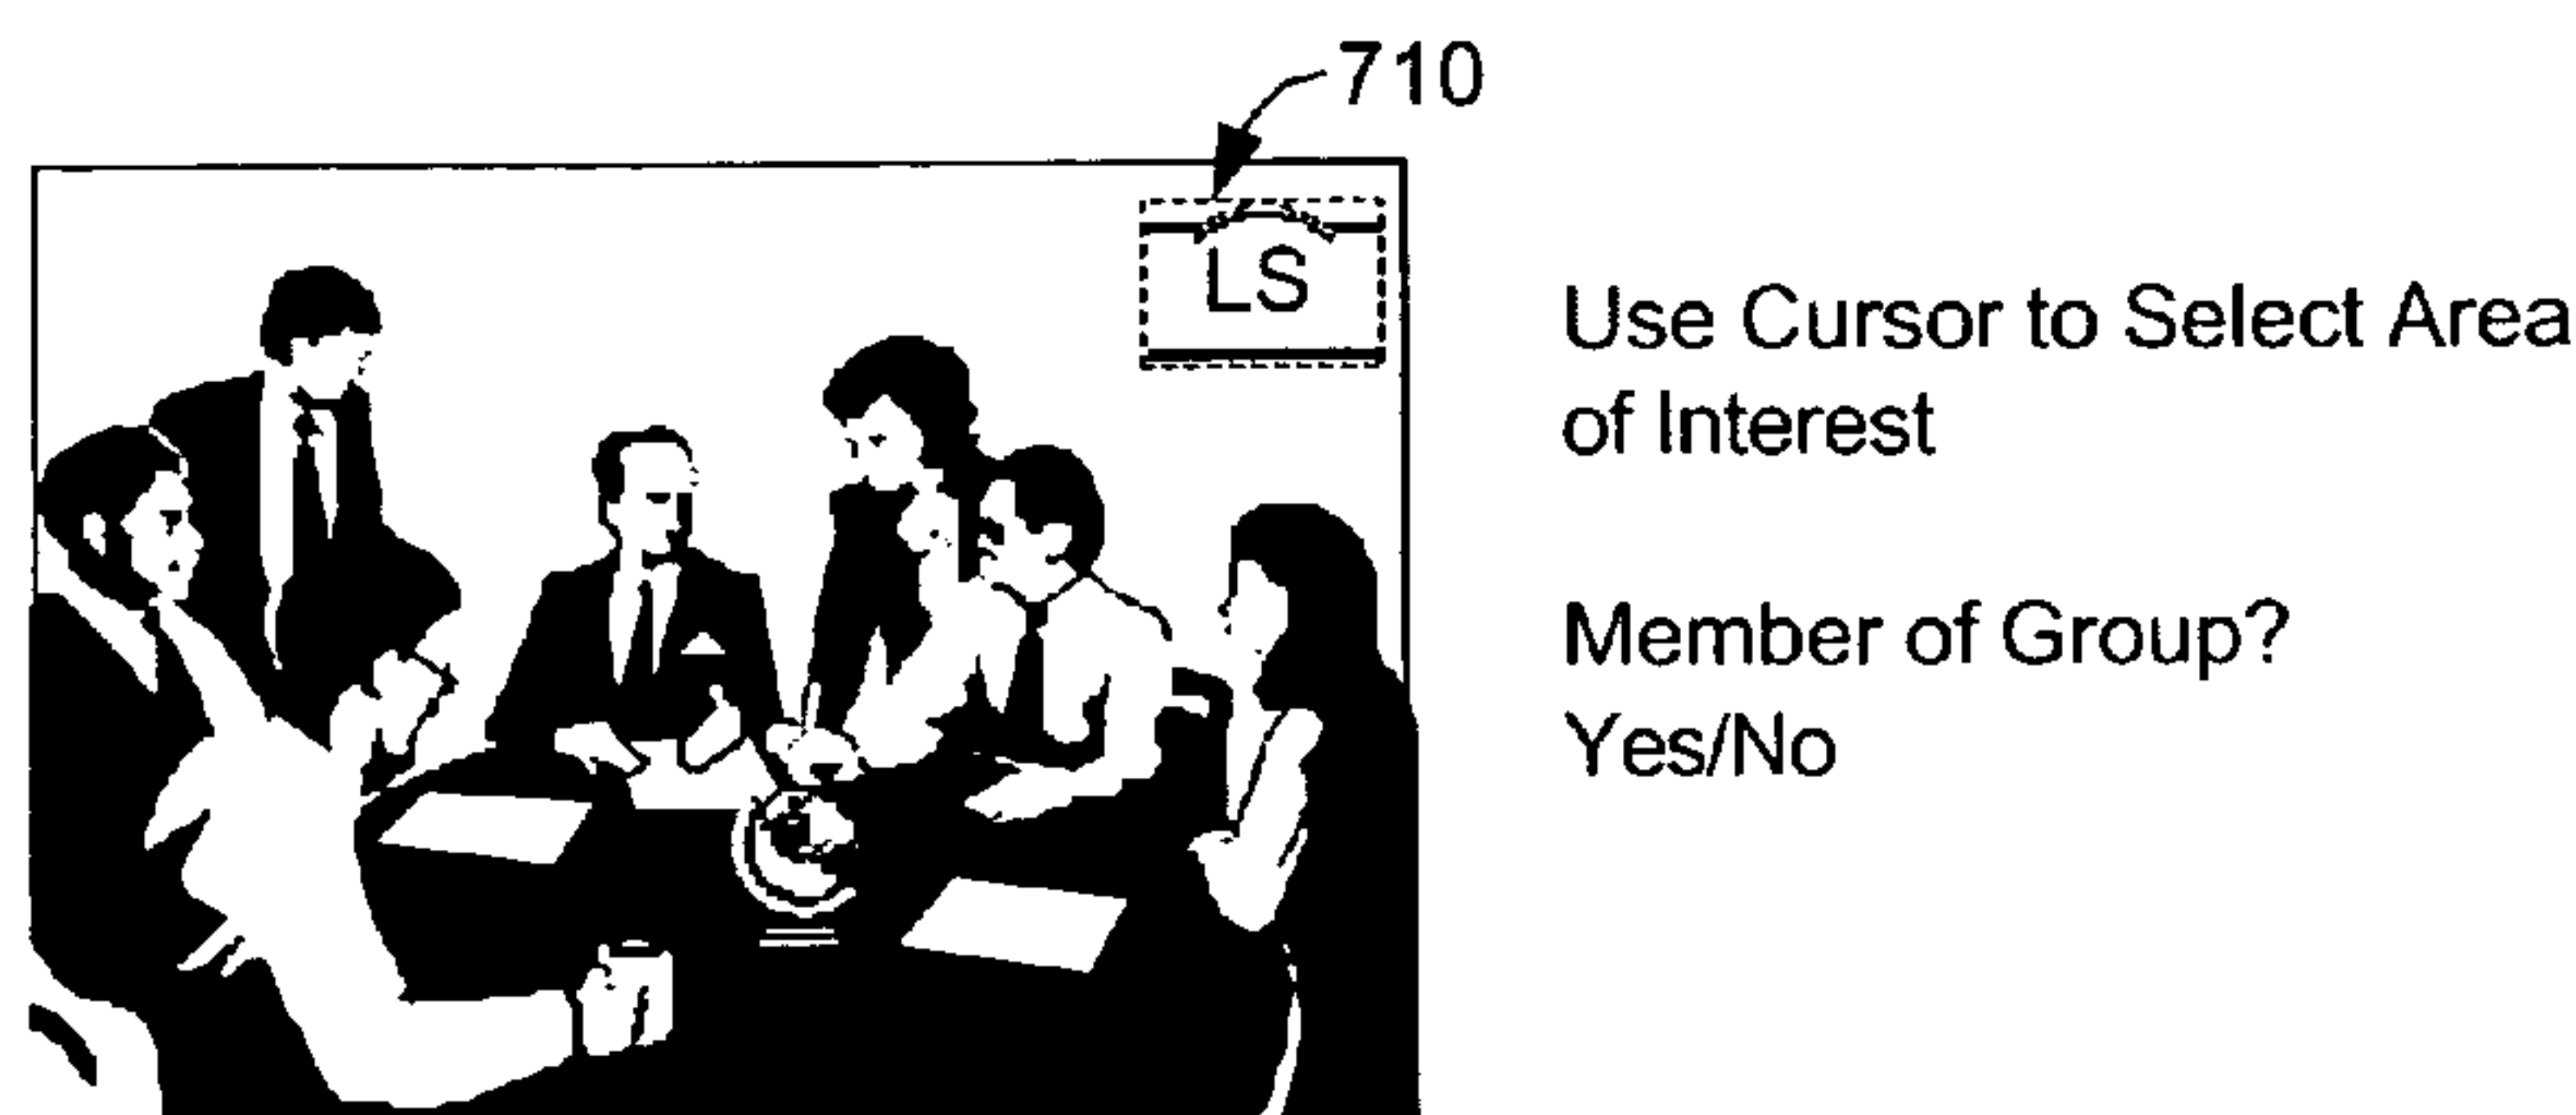 710
LS
Use Cursor to Select Area
of Interest
Member of Group?
Yes/No